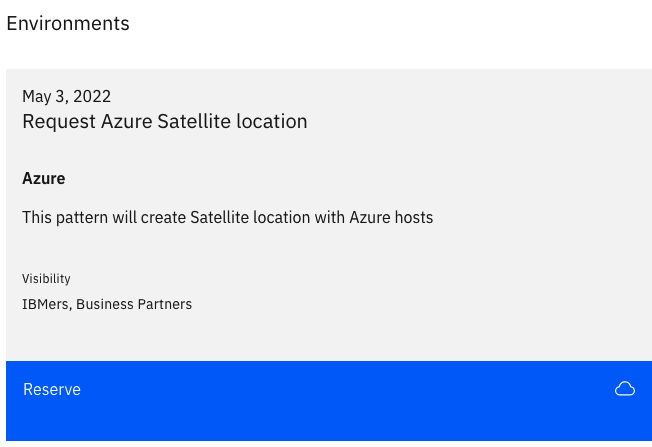 Environments
May 3, 2022
Request Azure Satellite location
Azure
This pattern will create Satellite location with Azure hosts
Visibility
IBMers, Business Partners
Reserve